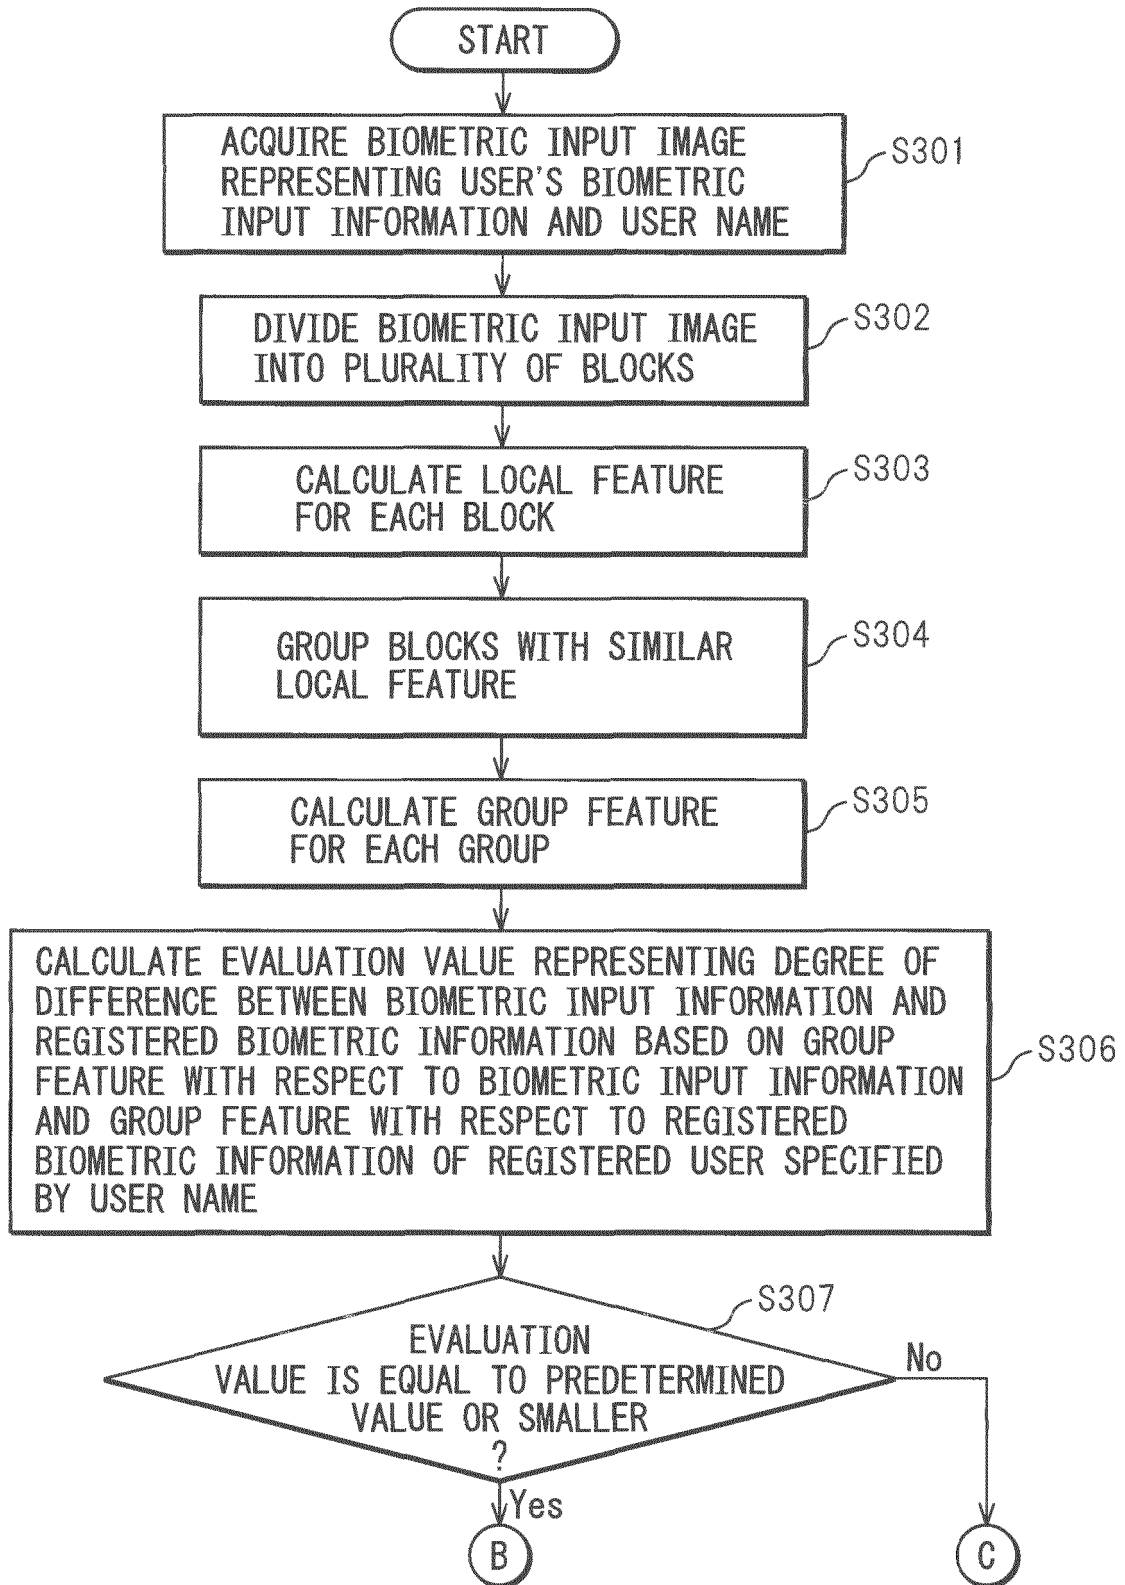 START
ACQUIRE BIOMETRIC INPUT IMAGE
REPRESENTING USER'S BIOMETRIC
INPUT INFORMATION AND USER NAME
S301
DIVIDE BIOMETRIC INPUT IMAGE
INTO PLURALITY OF BLOCKS
S302
CALCULATE LOCAL FEATURE
FOR EACH BLOCK
S303
GROUP BLOCKS WITH SIMILAR
LOCAL FEATURE
S304
CALCULATE GROUP FEATURE
FOR EACH GROUP
S305
CALCULATE EVALUATION VALUE REPRESENTING DEGREE OF
DIFFERENCE BETWEEN BIOMETRIC INPUT INFORMATION AND
REGISTERED BIOMETRIC INFORMATION BASED ON GROUP
FEATURE WITH RESPECT TO BIOMETRIC INPUT INFORMATION
AND GROUP FEATURE WITH RESPECT TO REGISTERED
BIOMETRIC INFORMATION OF REGISTERED USER SPECIFIED
BY USER NAME
S306
S307
EVALUATION
VALUE IS EQUAL TO PREDETERMINED
VALUE OR SMALLER
?
No
Yes
B
C